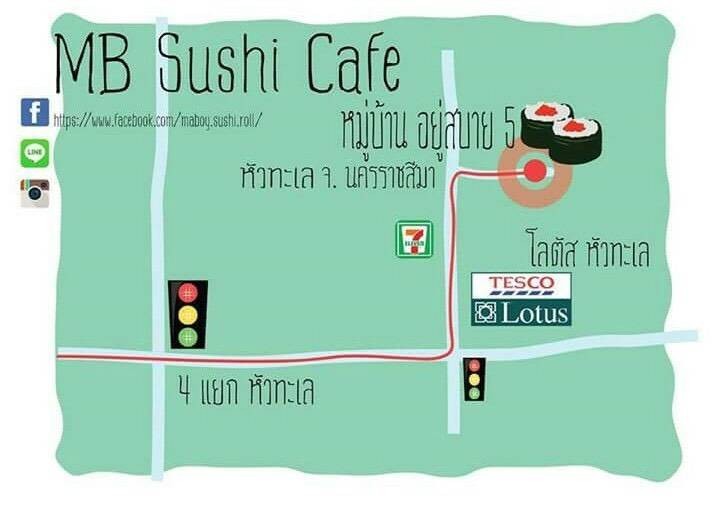 MB Sushi Cafe
https://www.facebook.com/maboy.sushi.roll/
LINE
หมู่บ้าน อยู่สบาย 5
หัวทะเล จ. นครราชสีมา
7
ELEVEN
โลตัส หัวทะเล
TESCO
Lotus
4 แยก หัวทะเล